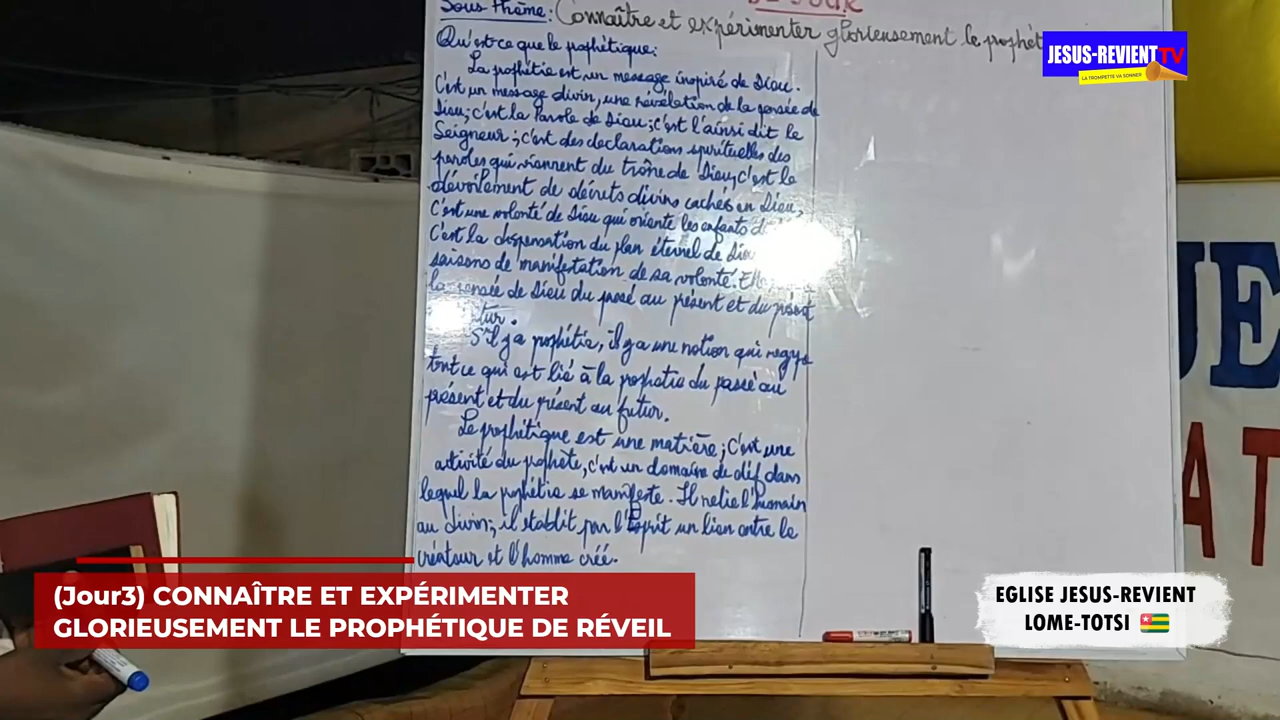 Sous-thème: Connaître et expérimenter glorieusement le prophét
Qu'est-ce que le prophétique:
La prophétie est un message inspiré de Dieu.
C'est un message divin, une révélation de la pensée de
Dieu; c'est la Parole de Dieu; c'est l'ainsi dit le
Seigneur; c'est des declarations spirituelles des
paroles qui viennent du trône de Dieu, c'est le
dévoilement de décrets divins cachés en Dieu,
C'est une volonté de Dieu qui oriente les enfants
C'est la dispensation du plan éternel de Dieu
saisons de manifestation de sa volonté.
la pensée de Dieu du passé au présent et du présent
S'il y a prophétie, il y a une notion qui
tout ce qui est lié à la prophetie du passé au
présent et du présent au futur.
Le prophétique est une matière; C'est une
activité du prophète, c'est un domaine de dans
lequel la prophétie se manifeste. Il relie l'humain
au divin; il établit par l'Esprit un lien entre le
créateur et l'homme créé.
JESUS-REVIENT TV
LA TROMPETTE VA SONNER
UE
AT
(Jour3) CONNAÎTRE ET EXPÉRIMENTER
GLORIEUSEMENT LE PROPHÉTIQUE DE RÉVEIL
EGLISE JESUS-REVIENT
LOME-TOTSI